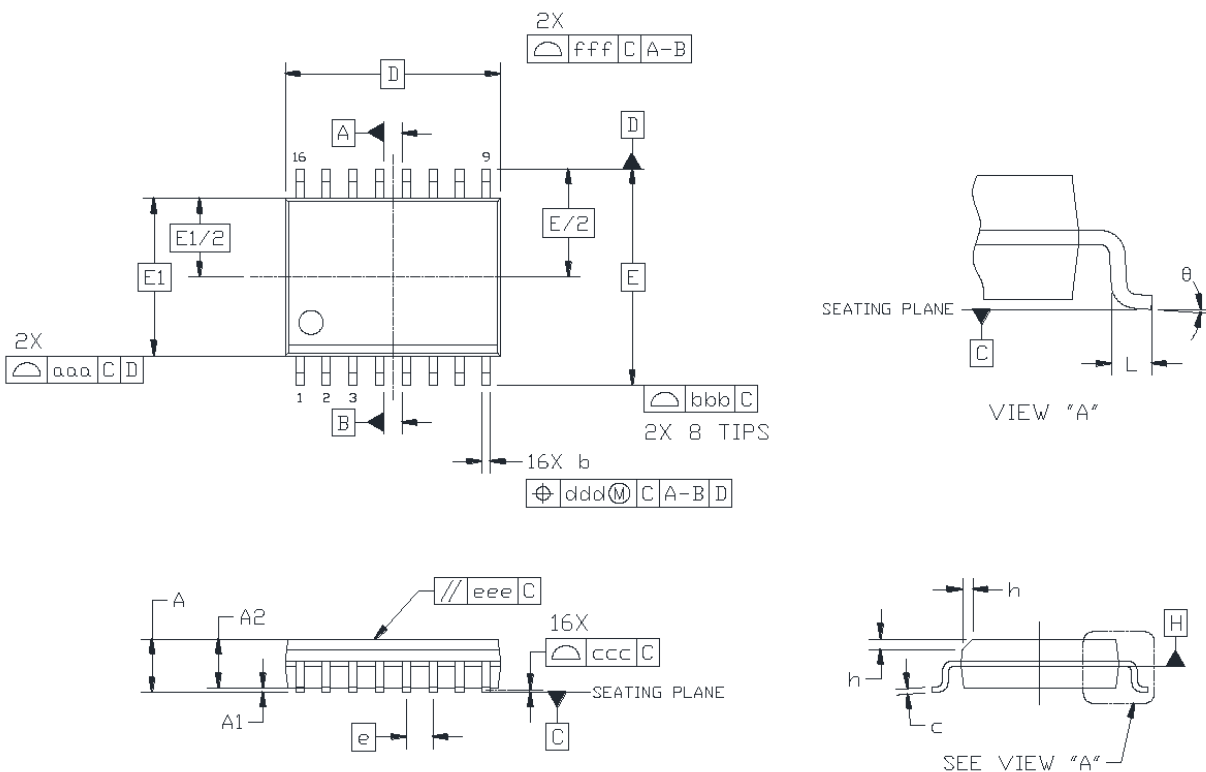 2X
⌓ fff C A-B
D
A
D
16
9
E1/2
E/2
E1
E
2X
⌓ aaa C D
1 2 3
B
⌓ bbb C
2X 8 TIPS
16X b
⌖ dddⓂ C A-B D
θ
SEATING PLANE
C
L
VIEW "A"
A
A2
// eee C
16X
⌓ ccc C
SEATING PLANE
A1
e
C
h
H
h
c
SEE VIEW "A"